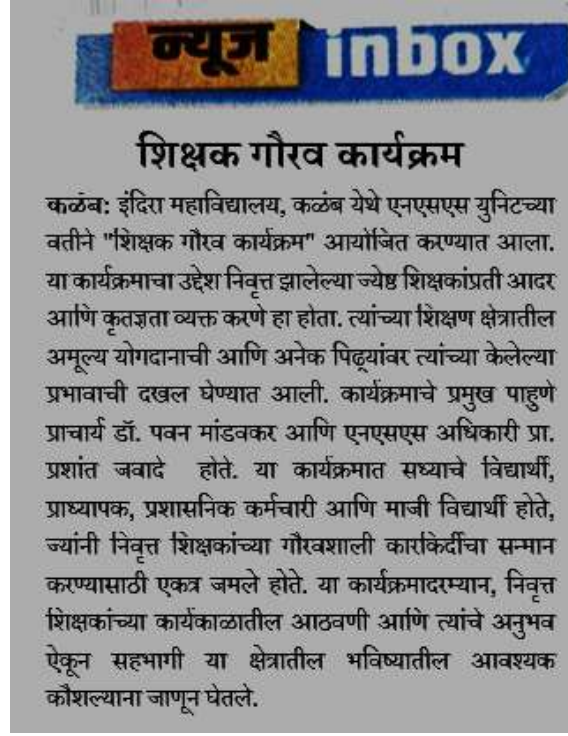 न्यूज inbox
शिक्षक गौरव कार्यक्रम
कळंब: इंदिरा महाविद्यालय, कळंब येथे एनएसएस युनिटच्या
वतीने "शिक्षक गौरव कार्यक्रम" आयोजित करण्यात आला.
या कार्यक्रमाचा उद्देश निवृत्त झालेल्या ज्येष्ठ शिक्षकांप्रती आदर
आणि कृतज्ञता व्यक्त करणे हा होता. त्यांच्या शिक्षण क्षेत्रातील
अमूल्य योगदानाची आणि अनेक पिढ्यांवर त्यांच्या केलेल्या
प्रभावाची दखल घेण्यात आली. कार्यक्रमाचे प्रमुख पाहुणे
प्राचार्य डॉ. पवन मांडवकर आणि एनएसएस अधिकारी प्रा.
प्रशांत जवादे होते. या कार्यक्रमात सध्याचे विद्यार्थी,
प्राध्यापक, प्रशासनिक कर्मचारी आणि माजी विद्यार्थी होते,
ज्यांनी निवृत्त शिक्षकांच्या गौरवशाली कारकिर्दीचा सन्मान
करण्यासाठी एकत्र जमले होते. या कार्यक्रमादरम्यान, निवृत्त
शिक्षकांच्या कार्यकाळातील आठवणी आणि त्यांचे अनुभव
ऐकून सहभागी या क्षेत्रातील भविष्यातील आवश्यक
कौशल्याना जाणून घेतले.